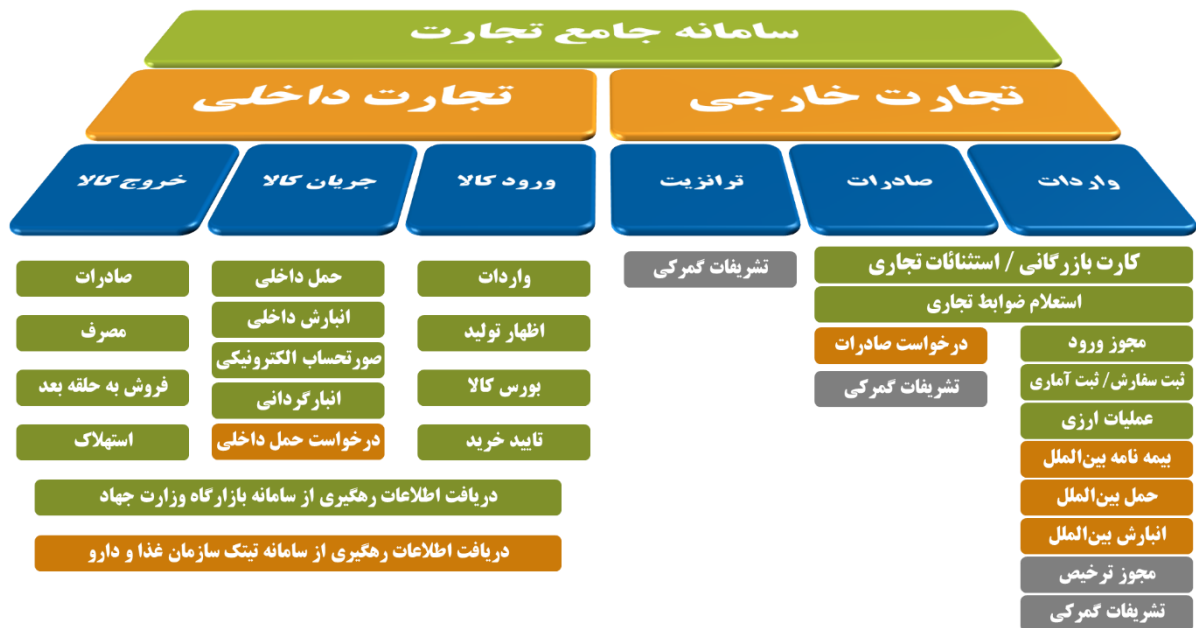 سامانه جامع تجارت
تجارت خارجی
تجارت داخلی
واردات
صادرات
ترانزیت
ورود کالا
جریان کالا
خروج کالا
کارت بازرگانی / استثنائات تجاری
استعلام ضوابط تجاری
مجوز ورود
ثبت سفارش/ ثبت آماری
عملیات ارزی
بیمه نامه بین‌الملل
حمل بین‌الملل
انبارش بین‌الملل
مجوز ترخیص
تشریفات گمرکی
درخواست صادرات
تشریفات گمرکی
تشریفات گمرکی
واردات
اظهار تولید
بورس کالا
تایید خرید
حمل داخلی
انبارش داخلی
صورتحساب الکترونیکی
انبارگردانی
درخواست حمل داخلی
صادرات
مصرف
فروش به حلقه بعد
استهلاک
دریافت اطلاعات رهگیری از سامانه بازارگاه وزارت جهاد
دریافت اطلاعات رهگیری از سامانه تیتک سازمان غذا و دارو